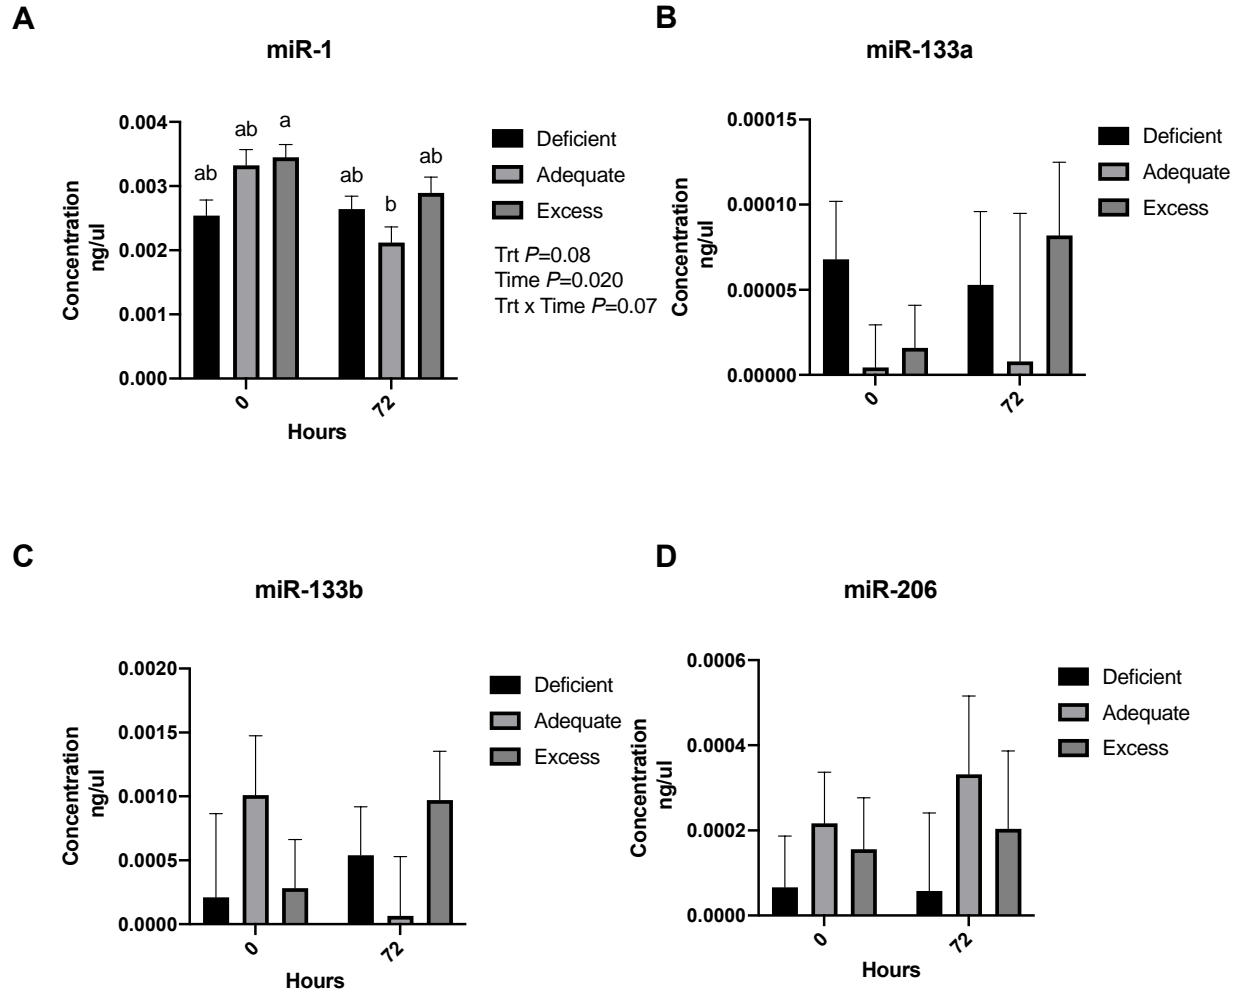 A
miR-1
0.004
0.003
0.002
0.001
0.000
Concentration
ng/ul
ab
ab
a
ab
b
ab
0
72
Hours
Deficient
Adequate
Excess
Trt P=0.08
Time P=0.020
Trt x Time P=0.07
B
miR-133a
0.00015
0.00010
0.00005
0.00000
Concentration
ng/ul
0
72
Deficient
Adequate
Excess
C
miR-133b
0.0020
0.0015
0.0010
0.0005
0.0000
Concentration
ng/ul
0
72
Hours
Deficient
Adequate
Excess
D
miR-206
0.0006
0.0004
0.0002
0.0000
Concentration
ng/ul
0
72
Hours
Deficient
Adequate
Excess